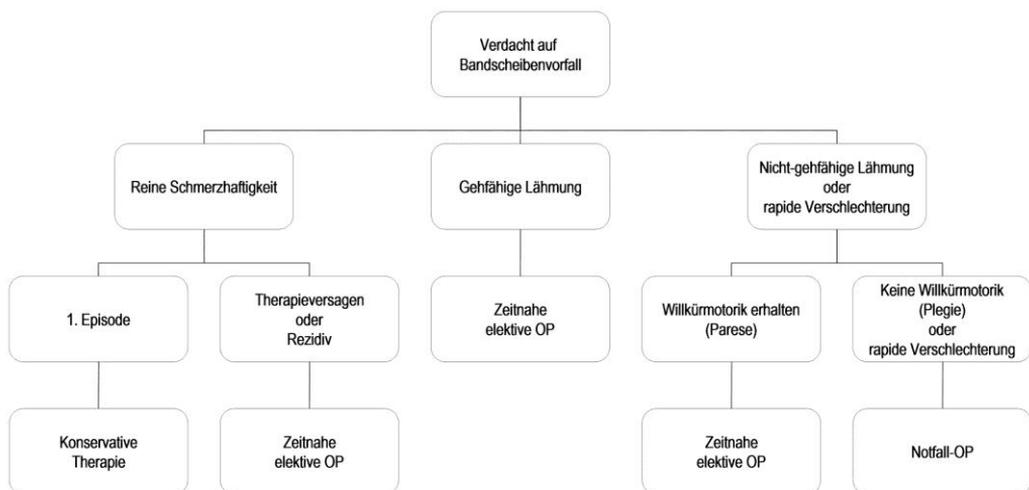 Verdacht auf
Bandscheibenvorfall
Reine Schmerzhaftigkeit
Gehfähige Lähmung
Nicht-gehfähige Lähmung
oder
rapide Verschlechterung
1. Episode
Therapieversagen
oder
Rezidiv
Zeitnahe
elektive OP
Willkürmotorik erhalten
(Parese)
Keine Willkürmotorik
(Plegie)
oder
rapide Verschlechterung
Konservative
Therapie
Zeitnahe
elektive OP
Zeitnahe
elektive OP
Notfall-OP